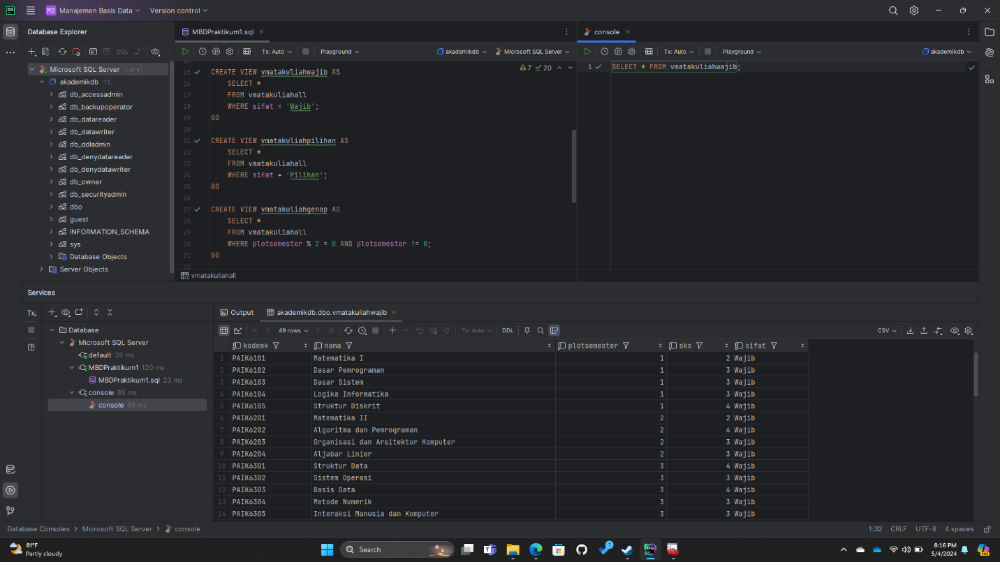 DG
MD Manajemen Basis Data
Version control
Database Explorer
DDL
Microsoft SQL Server 1 of 5
akademikdb 13
db_accessadmin
db_backupoperator
db_datareader
db_datawriter
db_ddladmin
db_denydatareader
db_denydatawriter
db_owner
db_securityadmin
dbo
guest
INFORMATION_SCHEMA
sys
Database Objects
Server Objects
MBDPraktikum1.sql
Tx: Auto Playground akademikdb Microsoft SQL Server
7 20
15 CREATE VIEW vmatakuliahwajib AS
16 SELECT *
17 FROM vmatakuliahall
18 WHERE sifat = 'Wajib';
19 GO
20
21 CREATE VIEW vmatakuliahpilihan AS
22 SELECT *
23 FROM vmatakuliahall
24 WHERE sifat = 'Pilihan';
25 GO
26
27 CREATE VIEW vmatakuliahgenap AS
28 SELECT *
29 FROM vmatakuliahall
30 WHERE plotsemester % 2 = 0 AND plotsemester != 0;
31 GO
32
vmatakuliahall
console
Tx: Auto Playground akademikdb
1 SELECT * FROM vmatakuliahwajib;
Services
Tx
Database
Microsoft SQL Server
default 39 ms
MBDPraktikum1 120 ms
MBDPraktikum1.sql 23 ms
console 85 ms
console 85 ms
Output
akademikdb.dbo.vmatakuliahwajib
49 rows Tx: Auto DDL CSV
kodemk nama plotsemester sks sifat
1 PAIK6101 Matematika I 1 2 Wajib
2 PAIK6102 Dasar Pemrograman 1 3 Wajib
3 PAIK6103 Dasar Sistem 1 3 Wajib
4 PAIK6104 Logika Informatika 1 3 Wajib
5 PAIK6105 Struktur Diskrit 1 4 Wajib
6 PAIK6201 Matematika II 2 2 Wajib
7 PAIK6202 Algoritma dan Pemrograman 2 4 Wajib
8 PAIK6203 Organisasi dan Arsitektur Komputer 2 3 Wajib
9 PAIK6204 Aljabar Linier 2 3 Wajib
10 PAIK6301 Struktur Data 3 4 Wajib
11 PAIK6302 Sistem Operasi 3 3 Wajib
12 PAIK6303 Basis Data 3 4 Wajib
13 PAIK6304 Metode Numerik 3 3 Wajib
14 PAIK6305 Interaksi Manusia dan Komputer 3 3 Wajib
Database Consoles Microsoft SQL Server console
1:32 CRLF UTF-8 4 spaces
81°F
Partly cloudy
Search
1
8:16 PM
5/4/2024